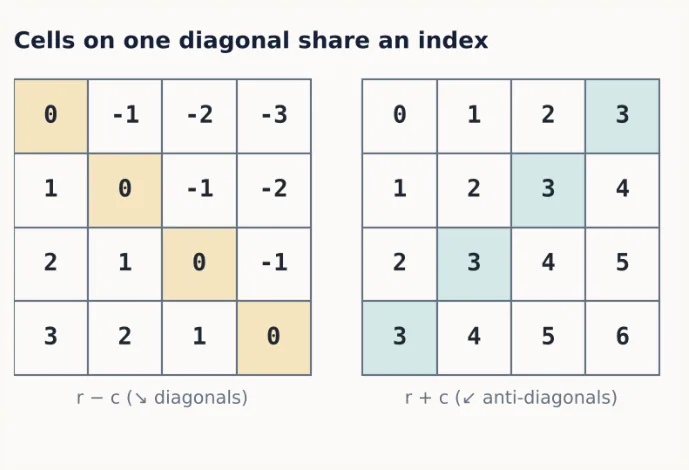 Cells on one diagonal share an index
0 -1 -2 -3
1 0 -1 -2
2 1 0 -1
3 2 1 0
r − c (↘ diagonals)
0 1 2 3
1 2 3 4
2 3 4 5
3 4 5 6
r + c (↙ anti-diagonals)